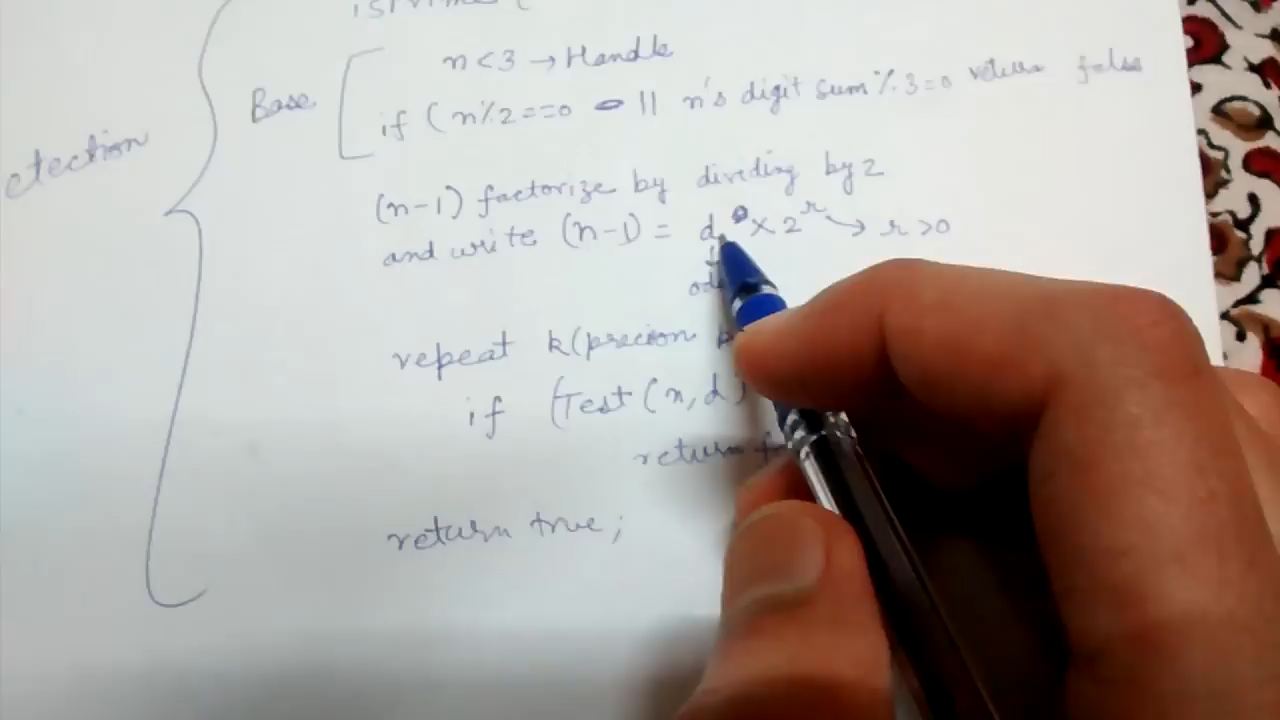 etection
Base
n<3 → Handle
if ( n%2==0 || n's digit sum%3=0 return false
(n-1) factorize by dividing by 2
and write (n-1) = d × 2^r → r>0
repeat k(precion
if (Test(n,d)
return
return true;